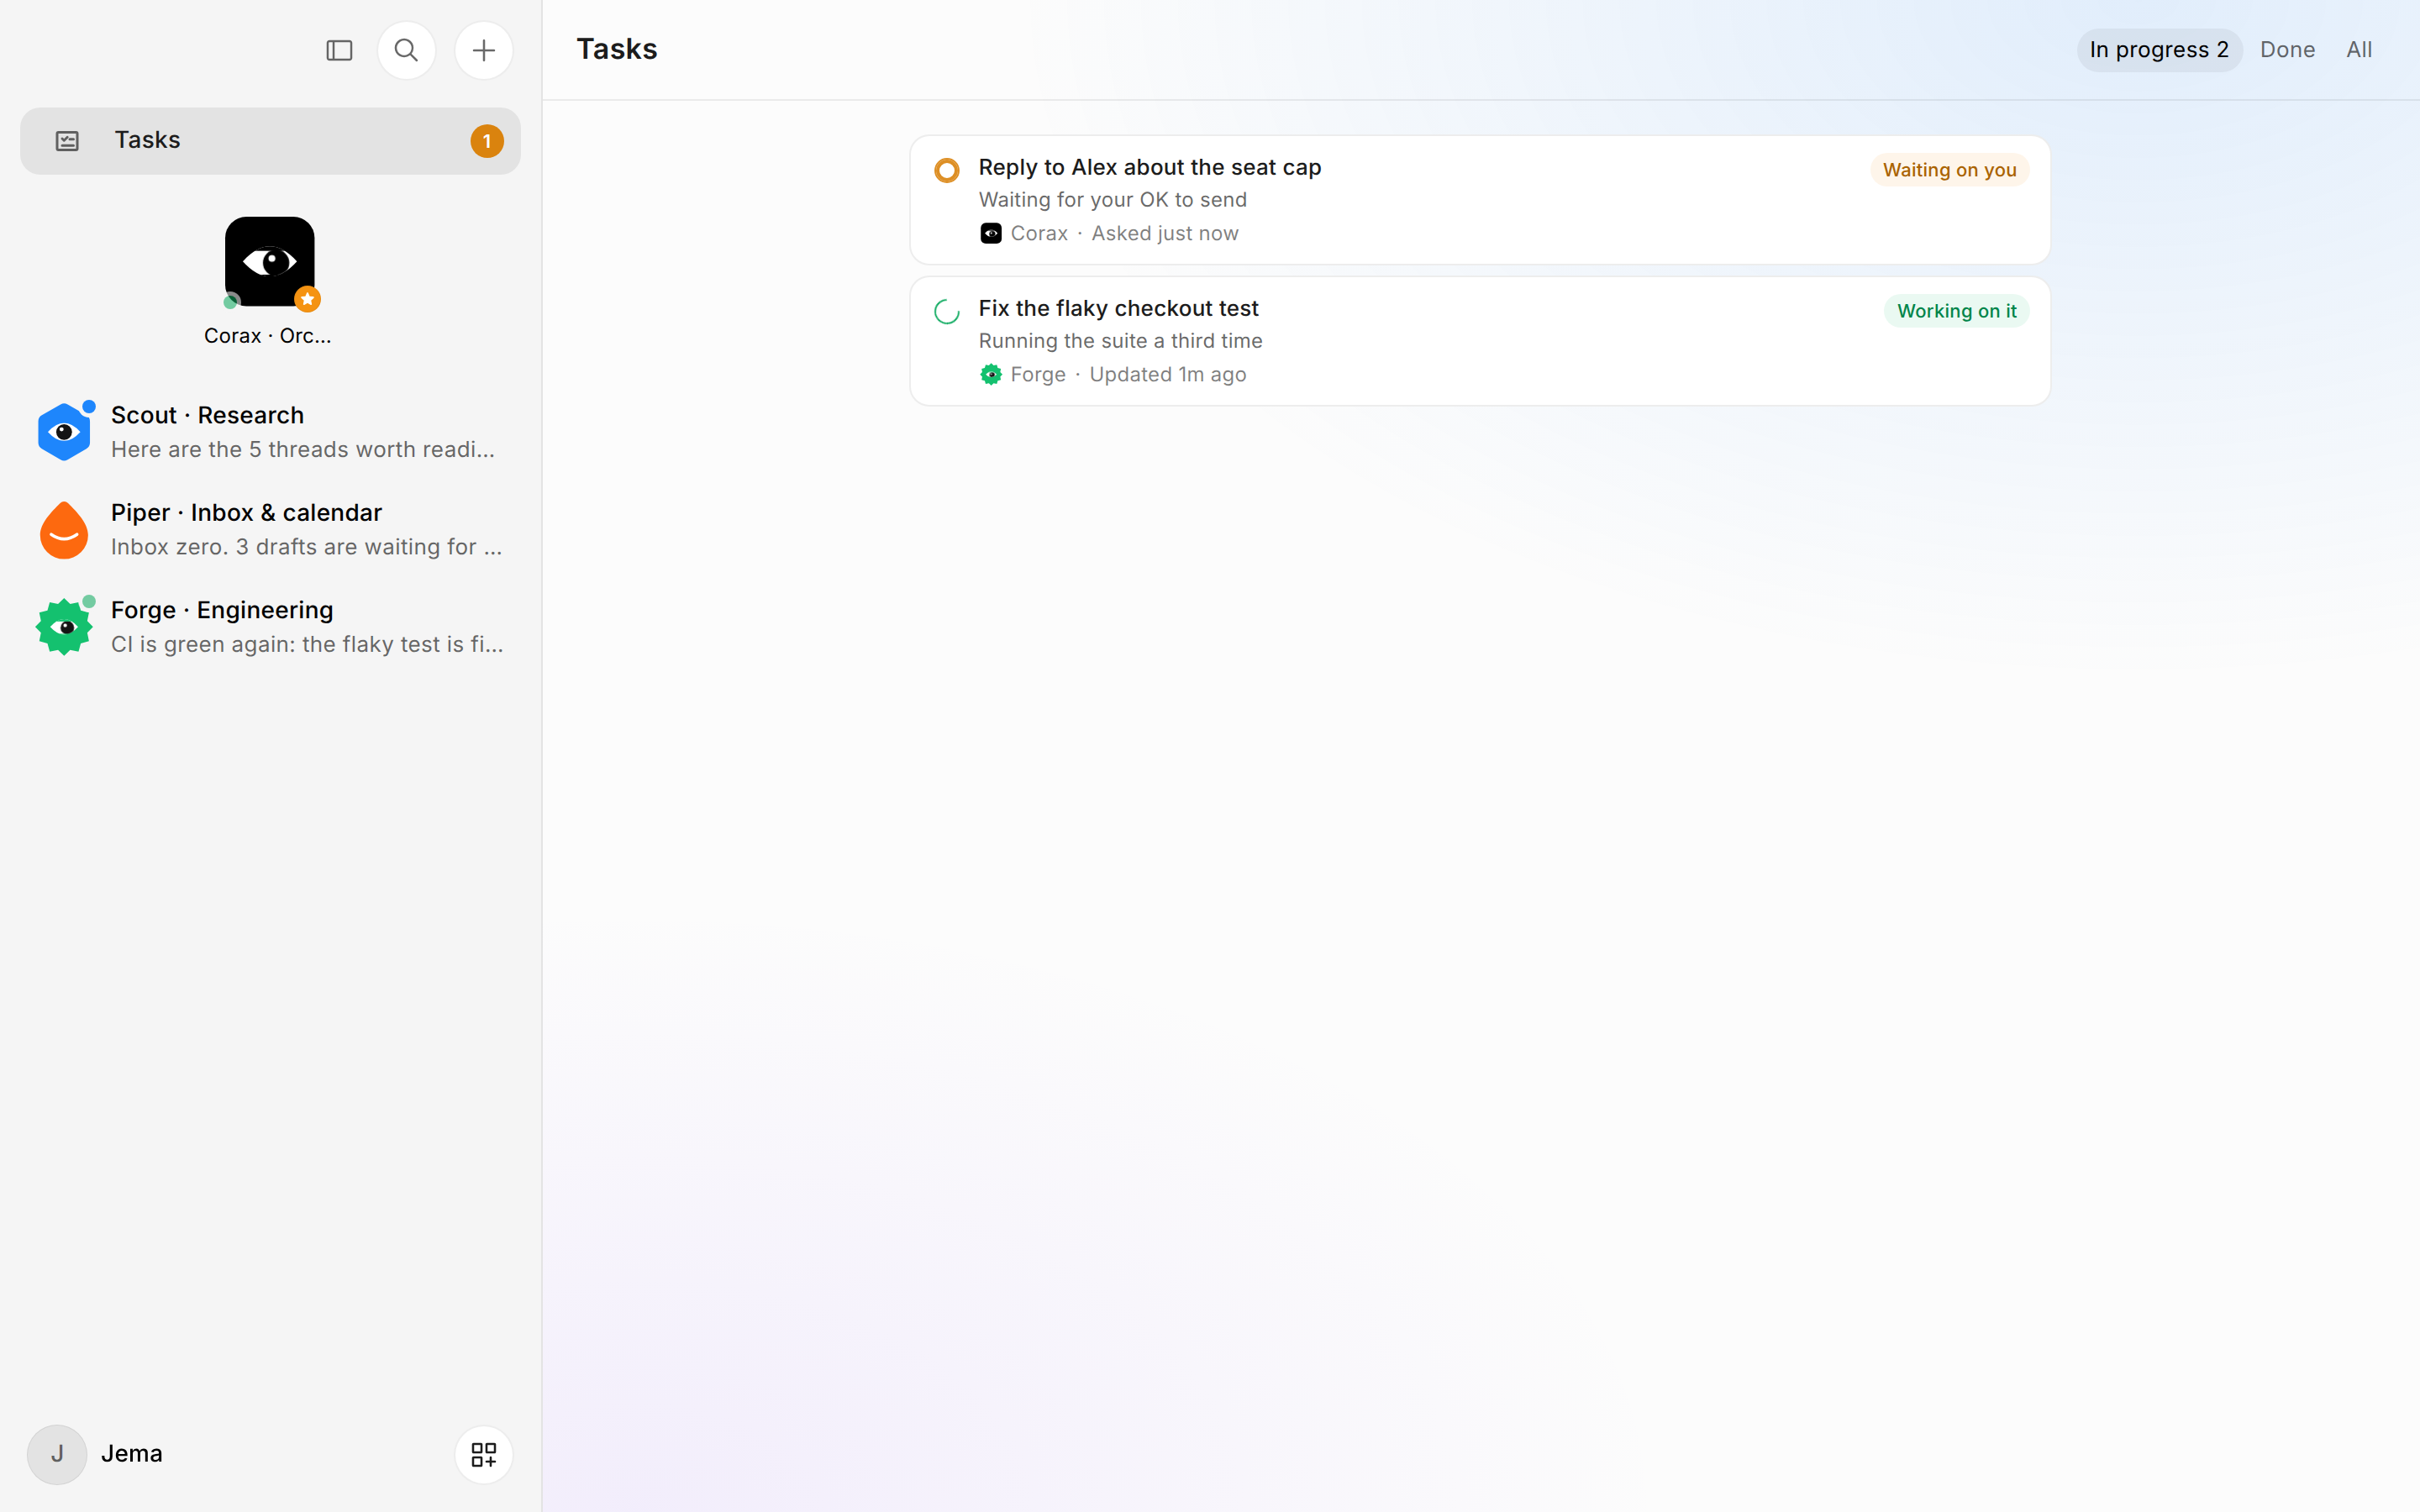 Tasks
1
Corax · Orc...
Scout · Research
Here are the 5 threads worth readi...
Piper · Inbox & calendar
Inbox zero. 3 drafts are waiting for ...
Forge · Engineering
CI is green again: the flaky test is fi...
J
Jema
Tasks
In progress 2
Done
All
Reply to Alex about the seat cap
Waiting on you
Waiting for your OK to send
Corax · Asked just now
Fix the flaky checkout test
Working on it
Running the suite a third time
Forge · Updated 1m ago